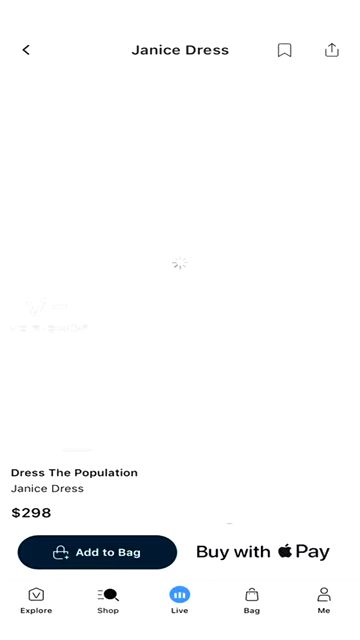 Janice Dress
Dress The Population
Janice Dress
$298
Add to Bag
Buy with Pay
Explore
Shop
Live
Bag
Me